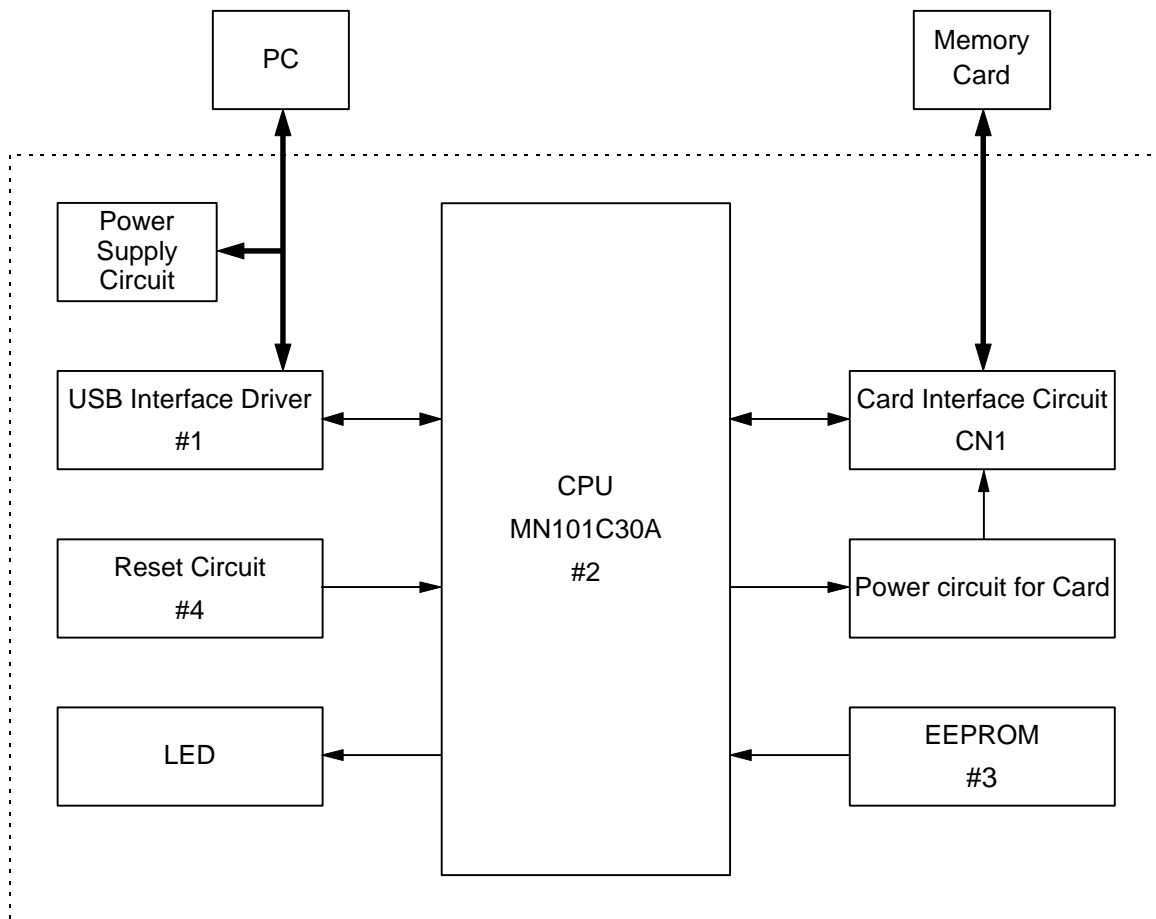 PC
Memory
Card
Power
Supply
Circuit
USB Interface Driver
#1
Card Interface Circuit
CN1
CPU
MN101C30A
#2
Reset Circuit
#4
Power circuit for Card
LED
EEPROM
#3